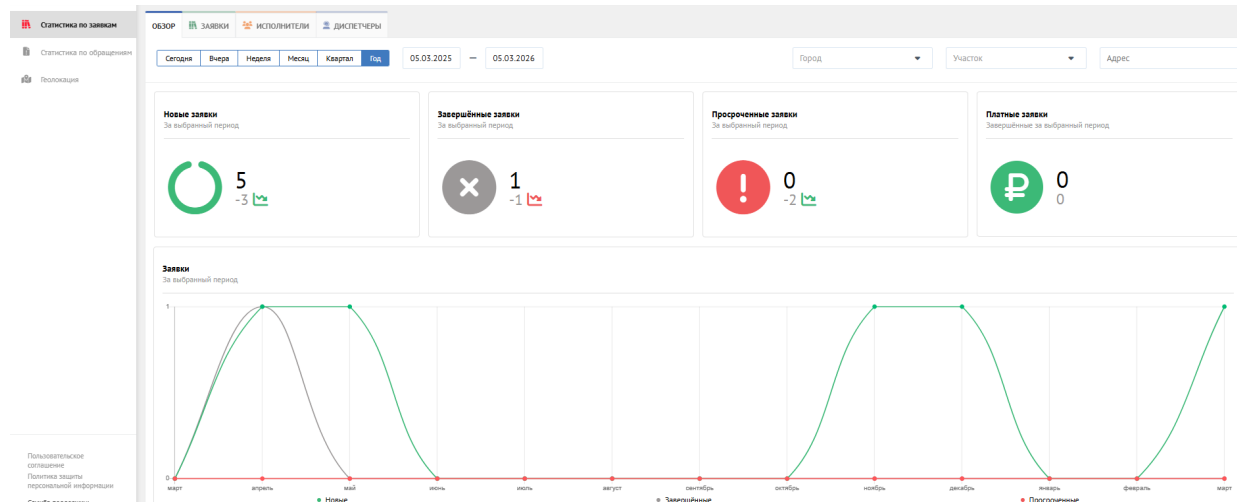 Статистика по заявкам
Статистика по обращениям
Геолокация
ОБЗОР ЗАЯВКИ ИСПОЛНИТЕЛИ ДИСПЕТЧЕРЫ
Сегодня Вчера Неделя Месяц Квартал Год 05.03.2025 — 05.03.2026 Город Участок Адрес
Новые заявки
За выбранный период
5
-3
Завершённые заявки
За выбранный период
1
-1
Просроченные заявки
За выбранный период
0
-2
Платные заявки
Завершённые за выбранный период
0
0
Заявки
За выбранный период
1
0
март апрель май июнь июль август сентябрь октябрь ноябрь декабрь январь февраль март
Новые Завершённые Просроченные
Пользовательское
соглашение
Политика защиты
персональной информации